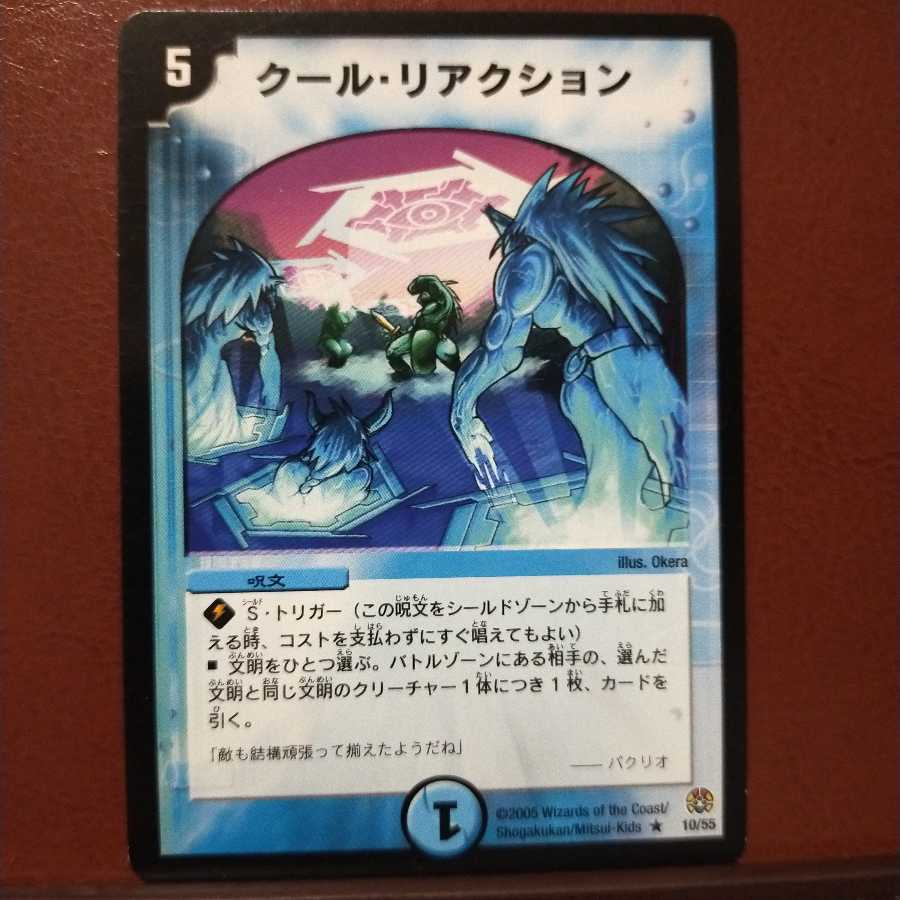 5
クール・リアクション
illus. Okera
呪文
S・トリガー（この呪文をシールドゾーンから手札に加
える時、コストを支払わずにすぐ唱えてもよい）
■ 文明をひとつ選ぶ。バトルゾーンにある相手の、選んだ
文明と同じ文明のクリーチャー1体につき1枚、カードを
引く。
「敵も結構頑張って揃えたようだね」
―― パクリオ
1
©2005 Wizards of the Coast/
Shogakukan/Mitsui-Kids ★ 10/55